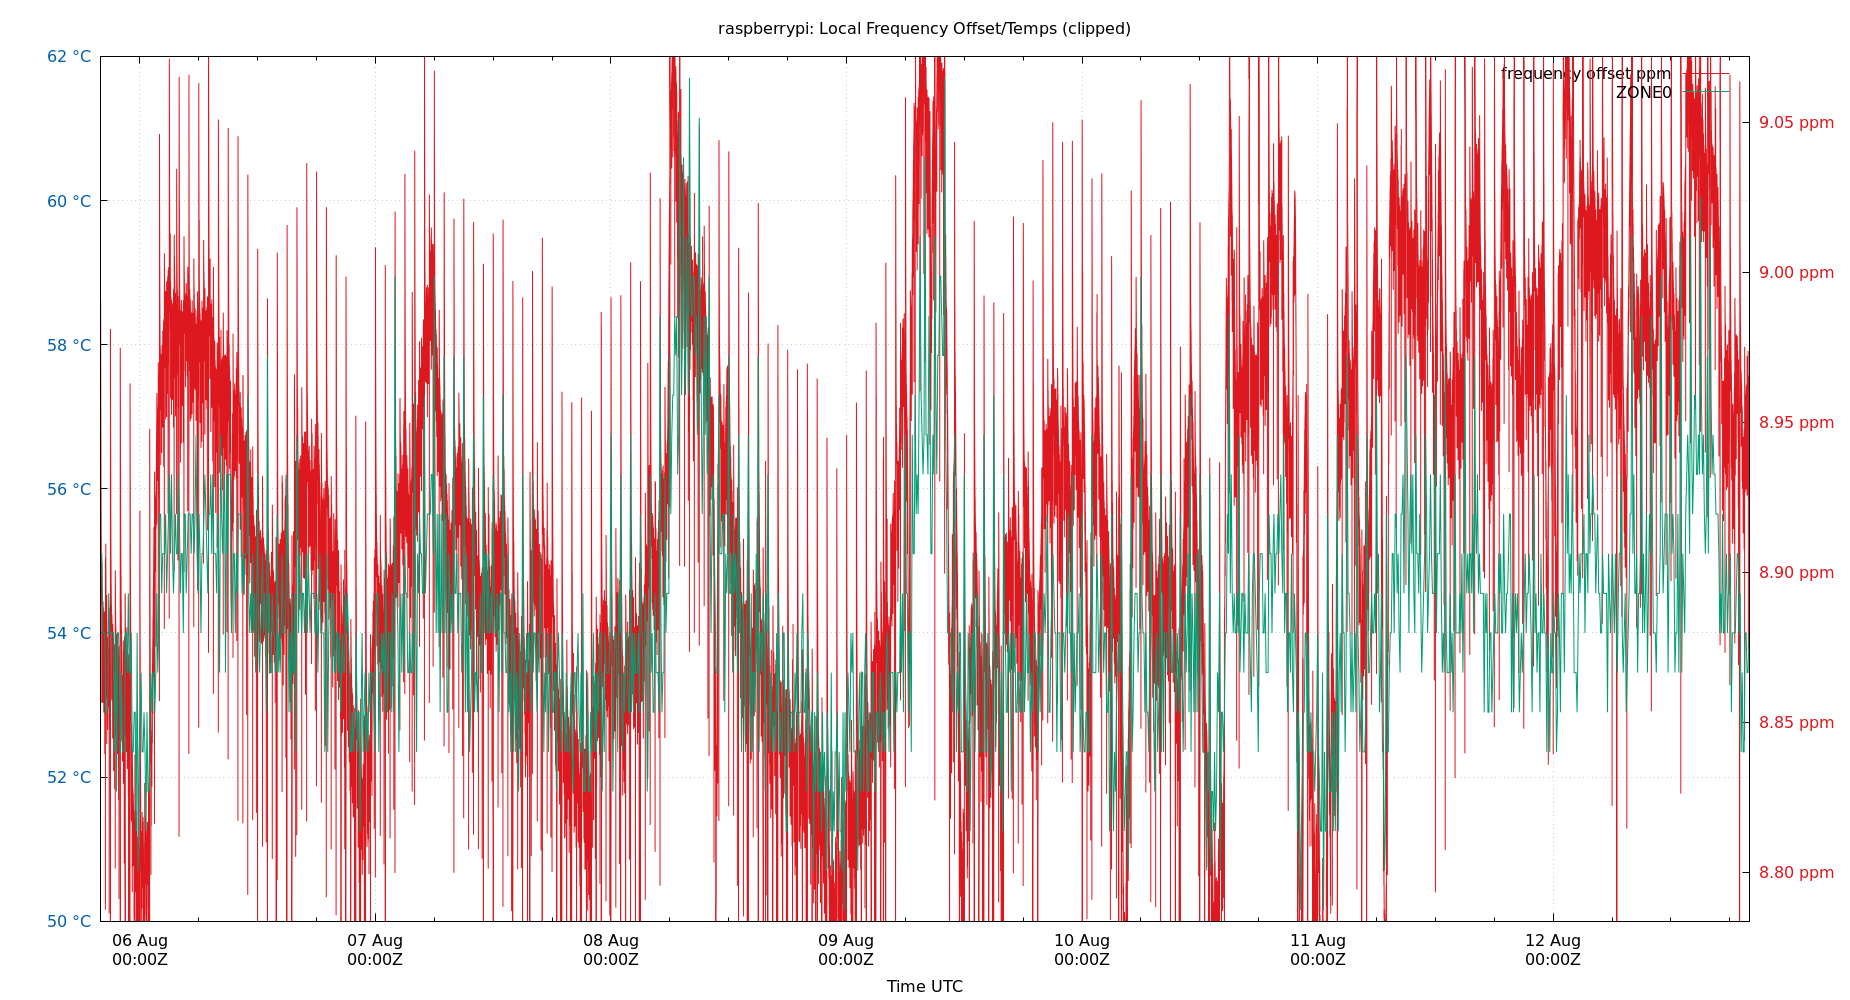 raspberrypi: Local Frequency Offset/Temps (clipped)
62 °C
60 °C
58 °C
56 °C
54 °C
52 °C
50 °C
frequency offset ppm
ZONE0
9.05 ppm
9.00 ppm
8.95 ppm
8.90 ppm
8.85 ppm
8.80 ppm
06 Aug 07 Aug 08 Aug 09 Aug 10 Aug 11 Aug 12 Aug
00:00Z 00:00Z 00:00Z 00:00Z 00:00Z 00:00Z 00:00Z
Time UTC